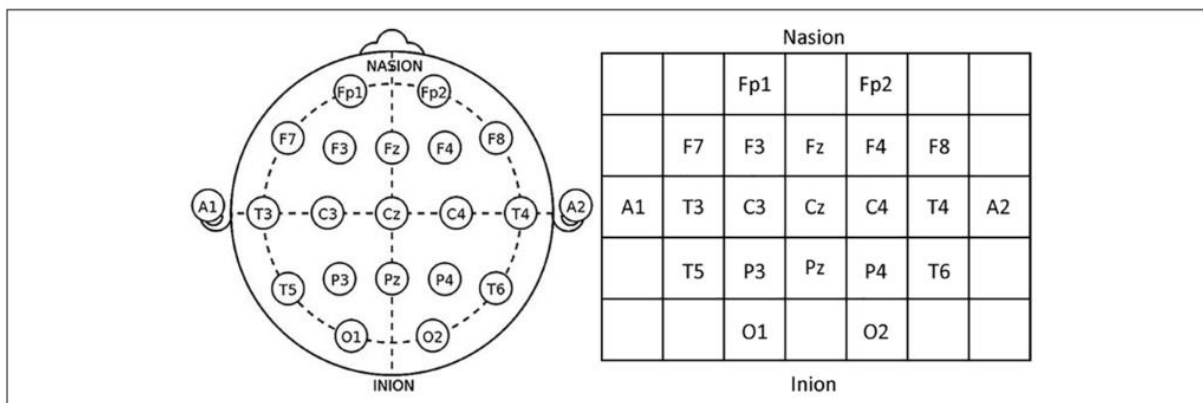 NASION
Fp1 Fp2
F7 F3 Fz F4 F8
A1 T3 C3 Cz C4 T4 A2
T5 P3 Pz P4 T6
O1 O2
INION
Nasion
Fp1 Fp2
F7 F3 Fz F4 F8
A1 T3 C3 Cz C4 T4 A2
T5 P3 Pz P4 T6
O1 O2
Inion